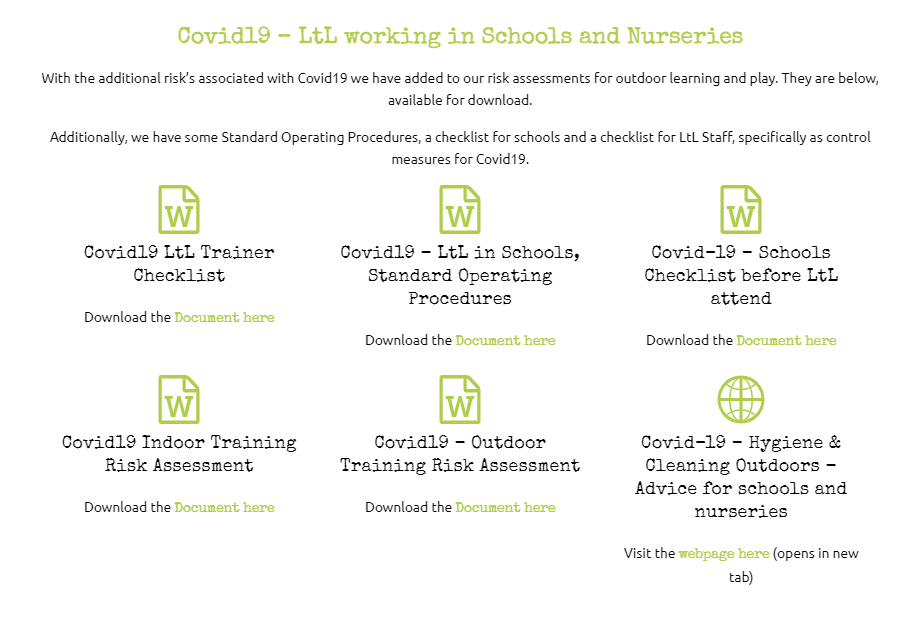 Covid19 – LtL working in Schools and Nurseries
With the additional risk's associated with Covid19 we have added to our risk assessments for outdoor learning and play. They are below,
available for download.
Additionally, we have some Standard Operating Procedures, a checklist for schools and a checklist for LtL Staff, specifically as control
measures for Covid19.
W
Covid19 LtL Trainer
Checklist
Download the Document here
W
Covid19 – LtL in Schools,
Standard Operating
Procedures
Download the Document here
W
Covid-19 – Schools
Checklist before LtL
attend
Download the Document here
W
Covid19 Indoor Training
Risk Assessment
Download the Document here
W
Covid19 – Outdoor
Training Risk Assessment
Download the Document here
Covid-19 – Hygiene &
Cleaning Outdoors –
Advice for schools and
nurseries
Visit the webpage here (opens in new
tab)